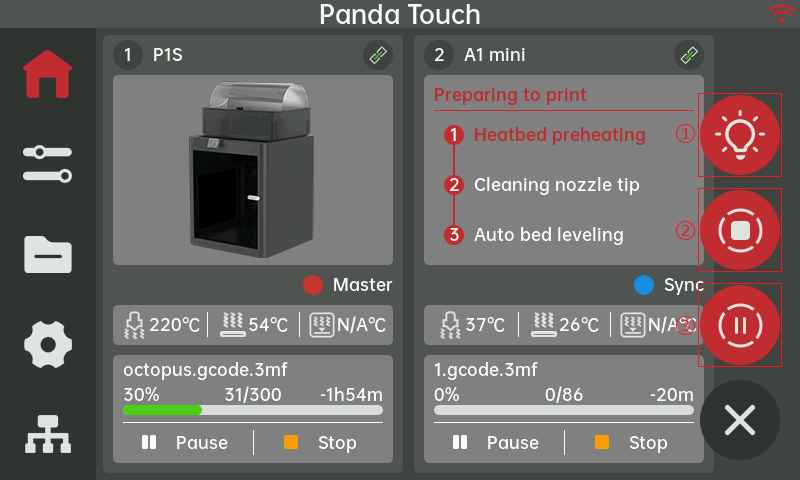 Panda Touch
1 P1S
2 A1 mini
Preparing to print
1 Heatbed preheating ①
2 Cleaning nozzle tip
②
3 Auto bed leveling
Master
Sync
220℃ 54℃ N/A℃
37℃ 26℃ N/A℃ ③
octopus.gcode.3mf
30% 31/300 -1h54m
Pause Stop
1.gcode.3mf
0% 0/86 -20m
Pause Stop